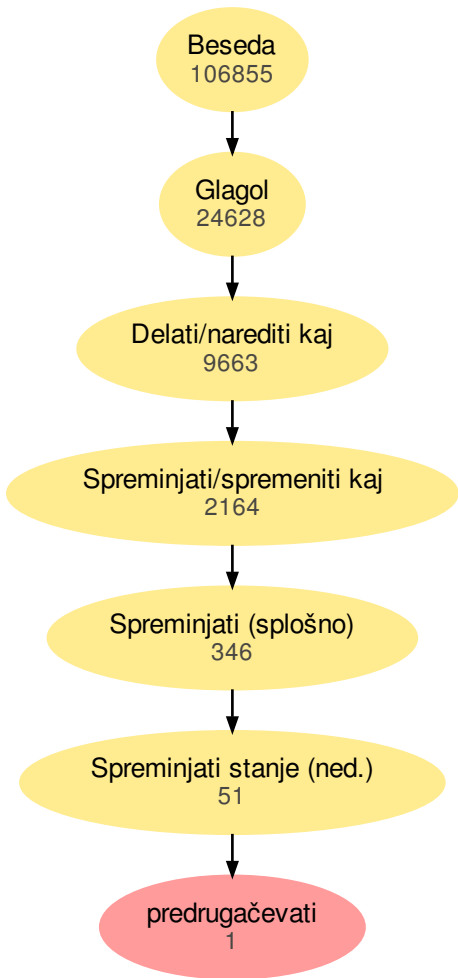 Beseda
106855
Glagol
24628
Delati/narediti kaj
9663
Spreminjati/spremeniti kaj
2164
Spreminjati (splošno)
346
Spreminjati stanje (ned.)
51
predrugačevati
1